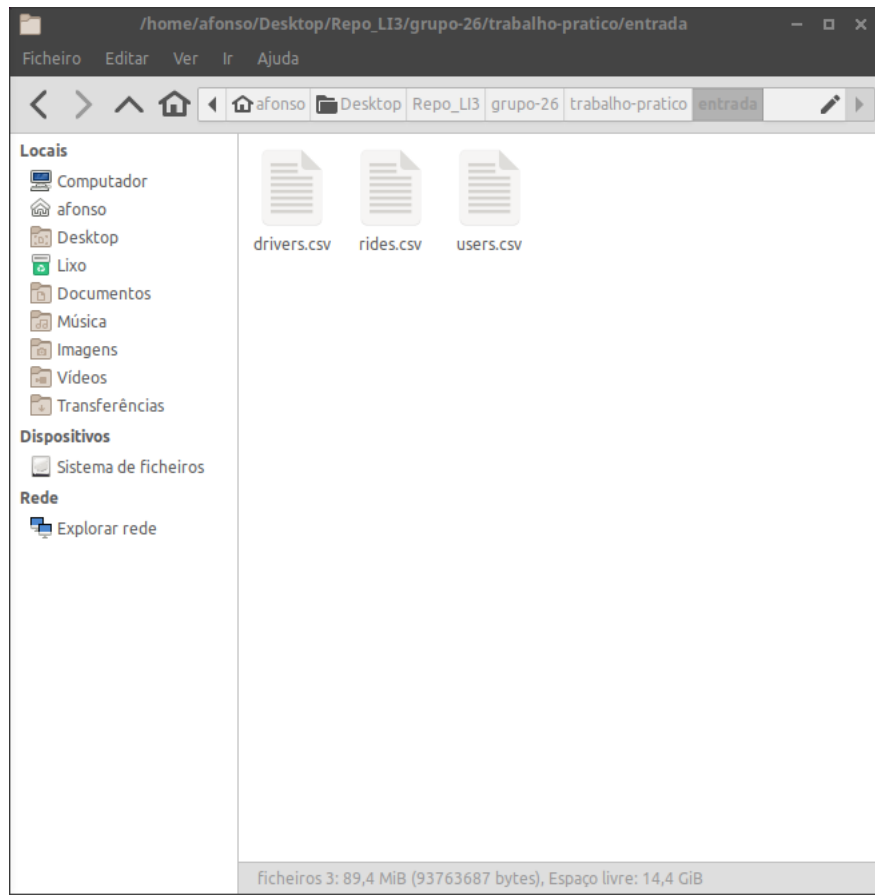 /home/afonso/Desktop/Repo_LI3/grupo-26/trabalho-pratico/entrada
Ficheiro Editar Ver Ir Ajuda
afonso Desktop Repo_LI3 grupo-26 trabalho-pratico entrada
Locais
Computador
afonso
Desktop
Lixo
Documentos
Música
Imagens
Vídeos
Transferências
Dispositivos
Sistema de ficheiros
Rede
Explorar rede
drivers.csv rides.csv users.csv
ficheiros 3: 89,4 MiB (93763687 bytes), Espaço livre: 14,4 GiB